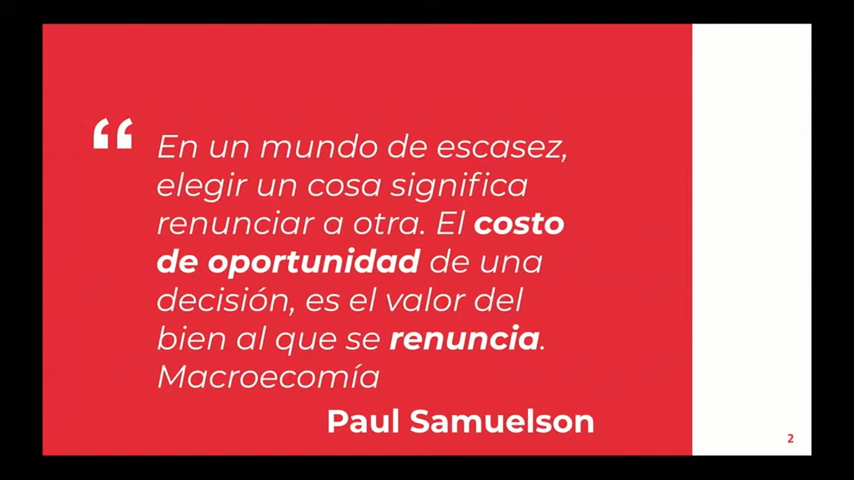 “
En un mundo de escasez,
elegir un cosa significa
renunciar a otra. El costo
de oportunidad de una
decisión, es el valor del
bien al que se renuncia.
Macroecomía
Paul Samuelson
2